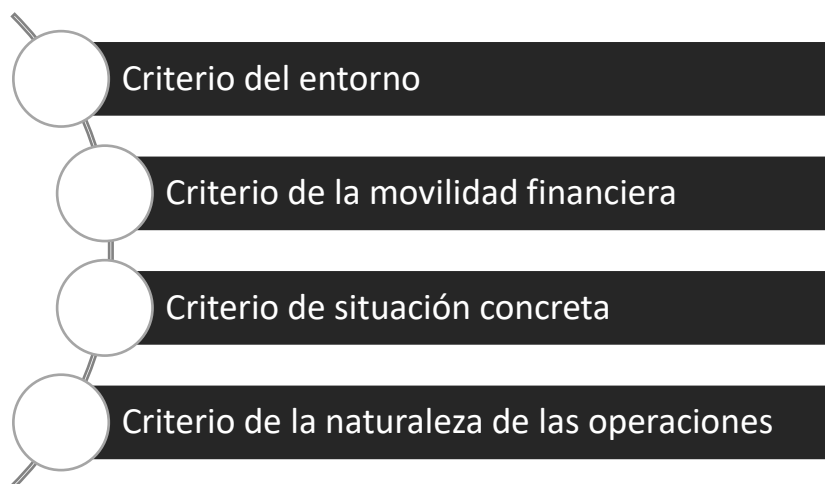 Criterio del entorno
Criterio de la movilidad financiera
Criterio de situación concreta
Criterio de la naturaleza de las operaciones